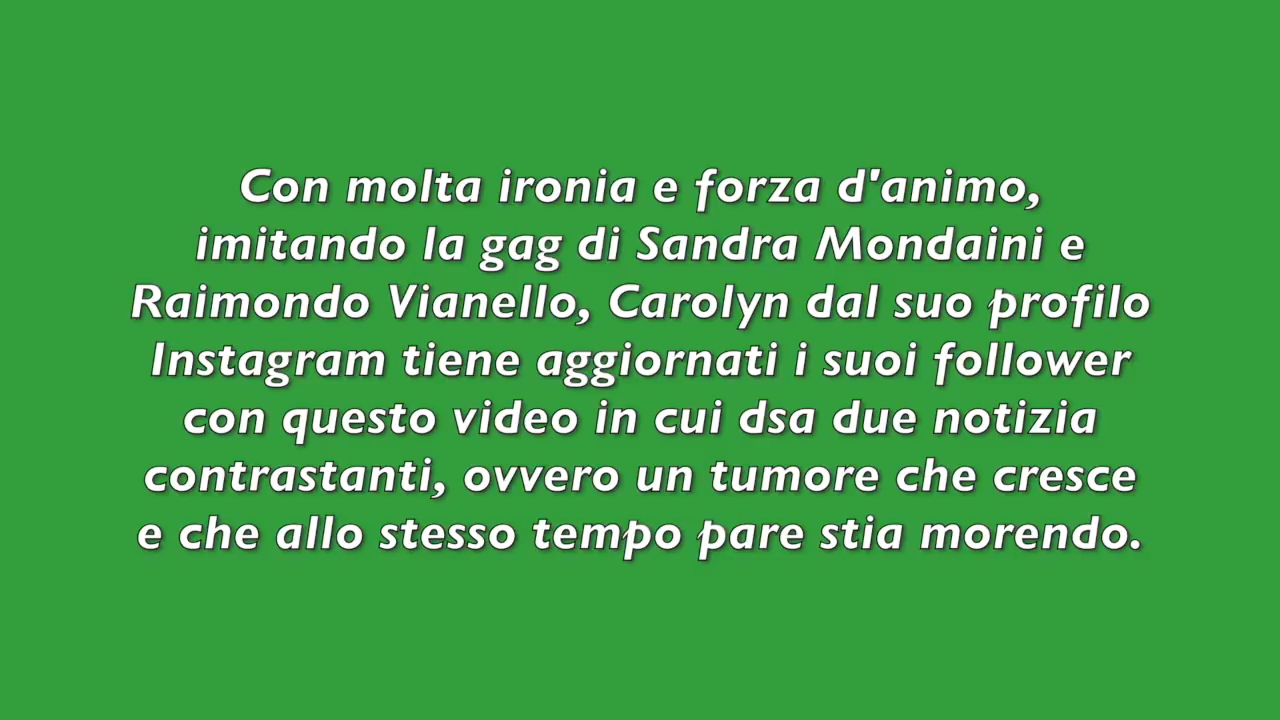 Con molta ironia e forza d'animo,
imitando la gag di Sandra Mondaini e
Raimondo Vianello, Carolyn dal suo profilo
Instagram tiene aggiornati i suoi follower
con questo video in cui dsa due notizia
contrastanti, ovvero un tumore che cresce
e che allo stesso tempo pare stia morendo.